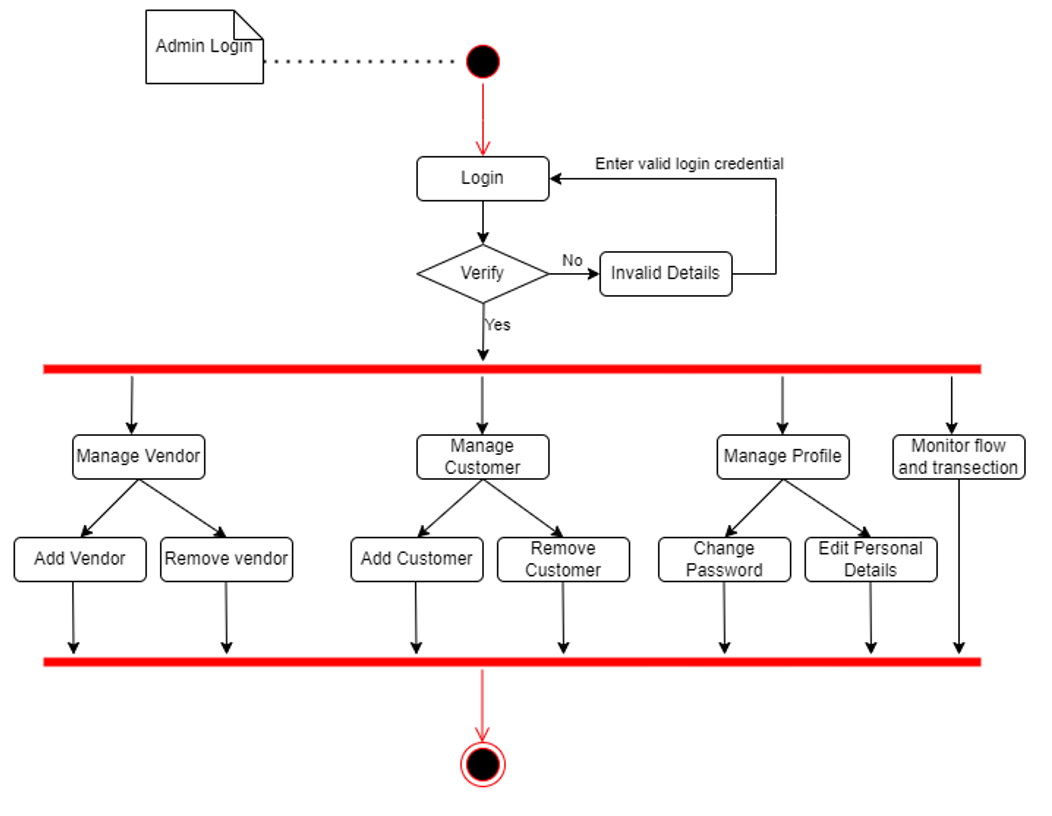 Admin Login
Enter valid login credential
Login
No
Verify
Invalid Details
Yes
Manage Vendor
Manage
Customer
Manage Profile
Monitor flow
and transection
Add Vendor
Remove vendor
Add Customer
Remove
Customer
Change
Password
Edit Personal
Details